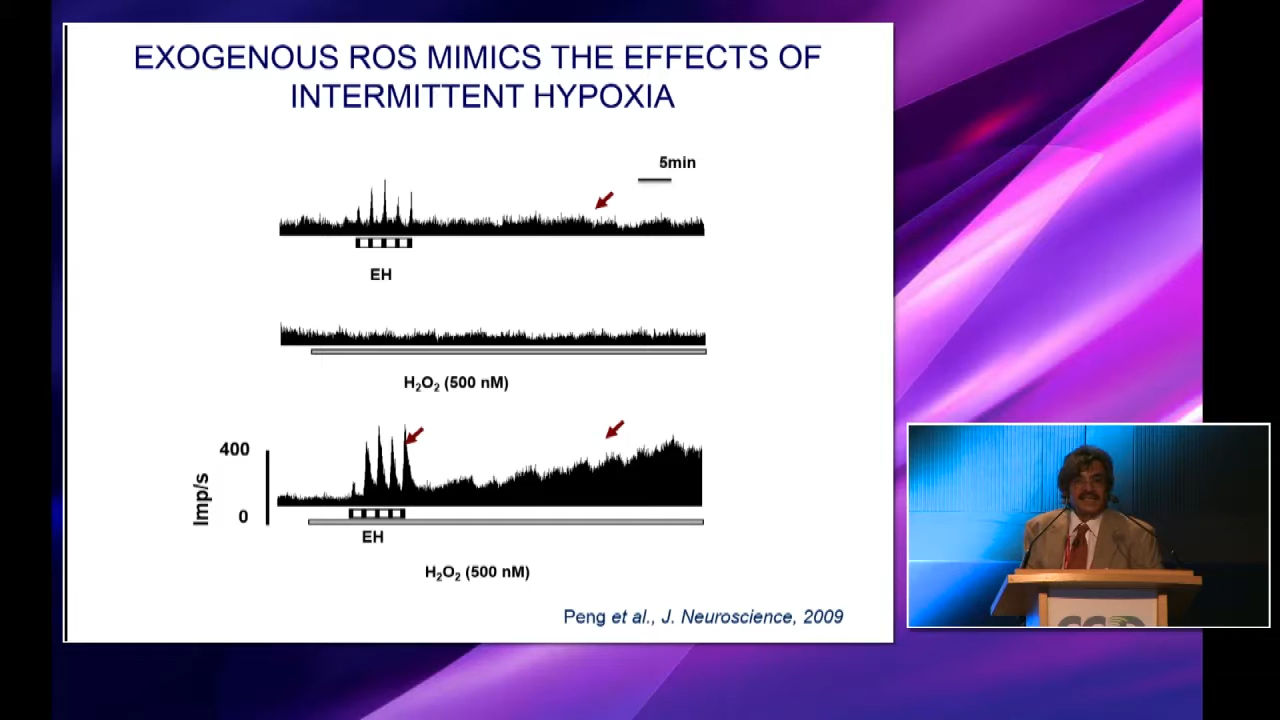 EXOGENOUS ROS MIMICS THE EFFECTS OF
INTERMITTENT HYPOXIA
5min
EH
H₂O₂ (500 nM)
400
Imp/s
0
EH
H₂O₂ (500 nM)
Peng et al., J. Neuroscience, 2009